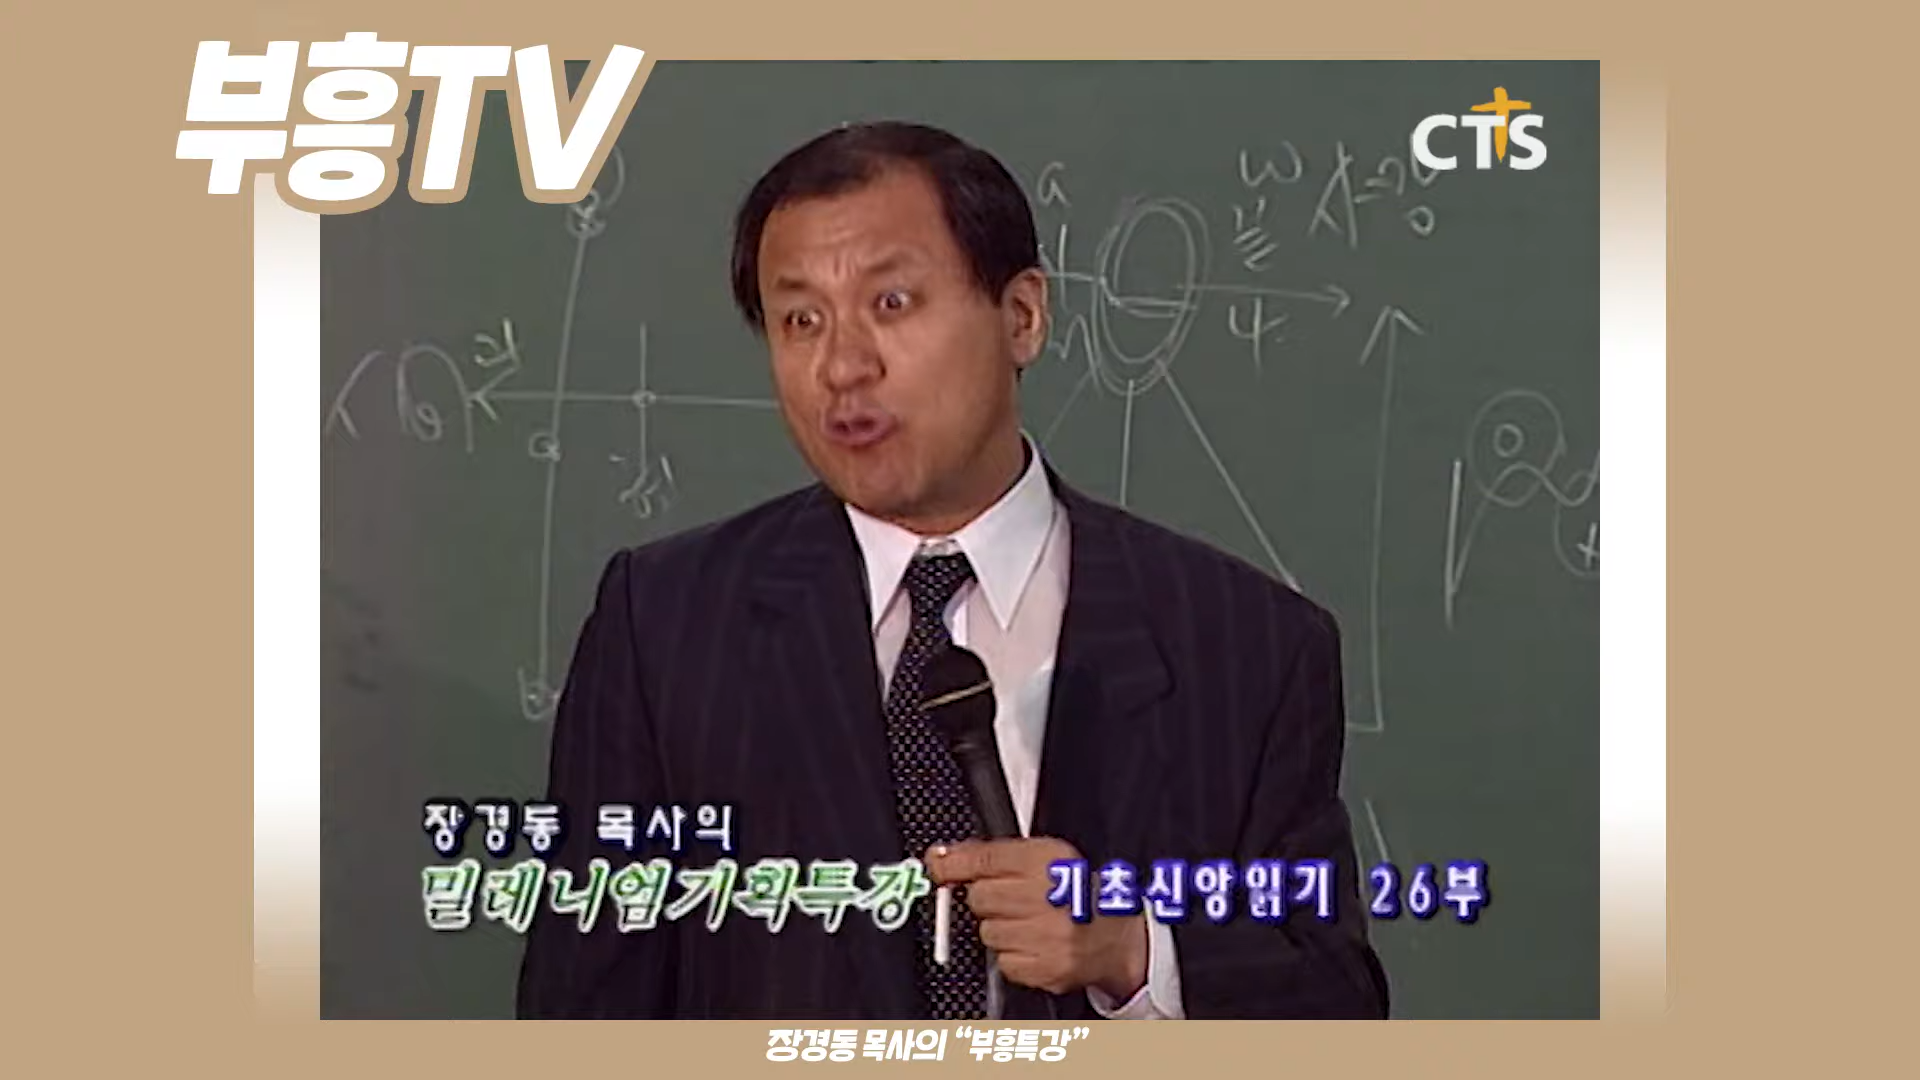 부흥TV
CTS
a
w
사랑
장경동 목사의
밀레니엄기획특강
기초신앙읽기 26부
장경동 목사의 “부흥특강”